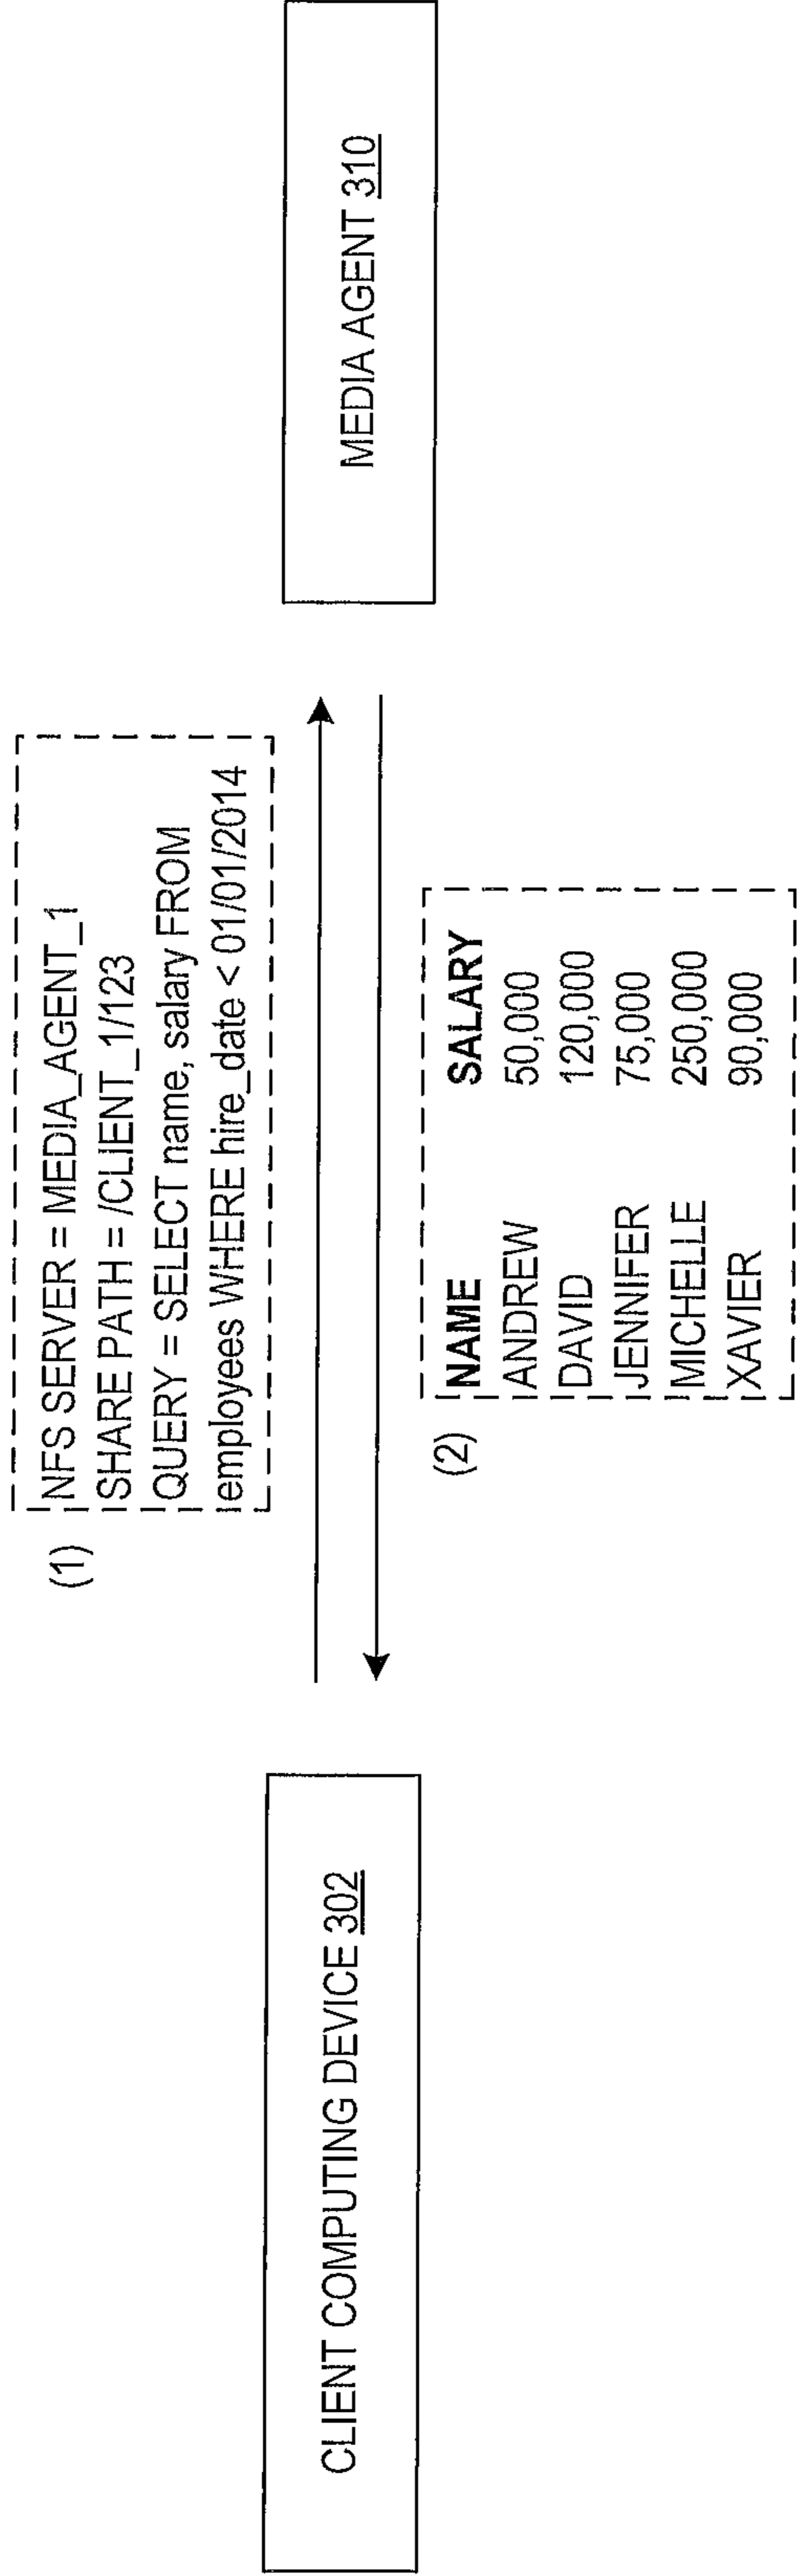 (1)
NFS SERVER = MEDIA_AGENT_1
SHARE PATH = /CLIENT_1/123
QUERY = SELECT name, salary FROM
employees WHERE hire_date < 01/01/2014
CLIENT COMPUTING DEVICE 302
MEDIA AGENT 310
(2)
NAME SALARY
ANDREW 50,000
DAVID 120,000
JENNIFER 75,000
MICHELLE 250,000
XAVIER 90,000